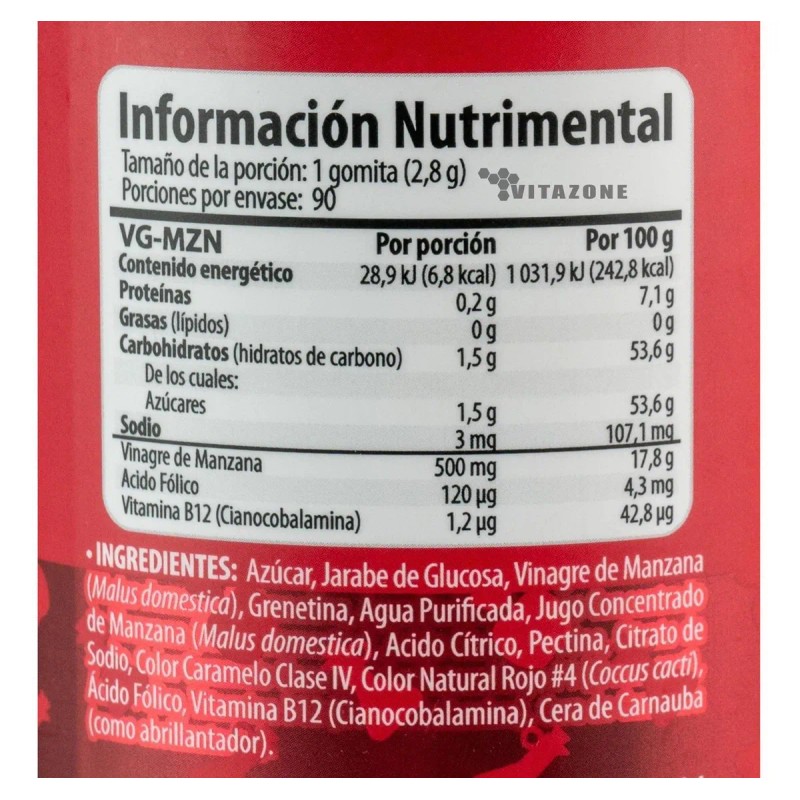 Información Nutrimental
Tamaño de la porción: 1 gomita (2,8 g)
VITAZONE
Porciones por envase: 90
VG-MZN Por porción Por 100 g
Contenido energético 28,9 kJ (6,8 kcal) 1 031,9 kJ (242,8 kcal)
Proteínas 0,2 g 7,1 g
Grasas (lípidos) 0 g 0 g
Carbohidratos (hidratos de carbono) 1,5 g 53,6 g
De los cuales:
Azúcares 1,5 g 53,6 g
Sodio 3 mg 107,1 mg
Vinagre de Manzana 500 mg 17,8 g
Acido Fólico 120 µg 4,3 mg
Vitamina B12 (Cianocobalamina) 1,2 µg 42,8 µg
• INGREDIENTES: Azúcar, Jarabe de Glucosa, Vinagre de Manzana
(Malus domestica), Grenetina, Agua Purificada, Jugo Concentrado
de Manzana (Malus domestica), Acido Cítrico, Pectina, Citrato de
Sodio, Color Caramelo Clase IV, Color Natural Rojo #4 (Coccus cacti),
Ácido Fólico, Vitamina B12 (Cianocobalamina), Cera de Carnauba
(como abrillantador).